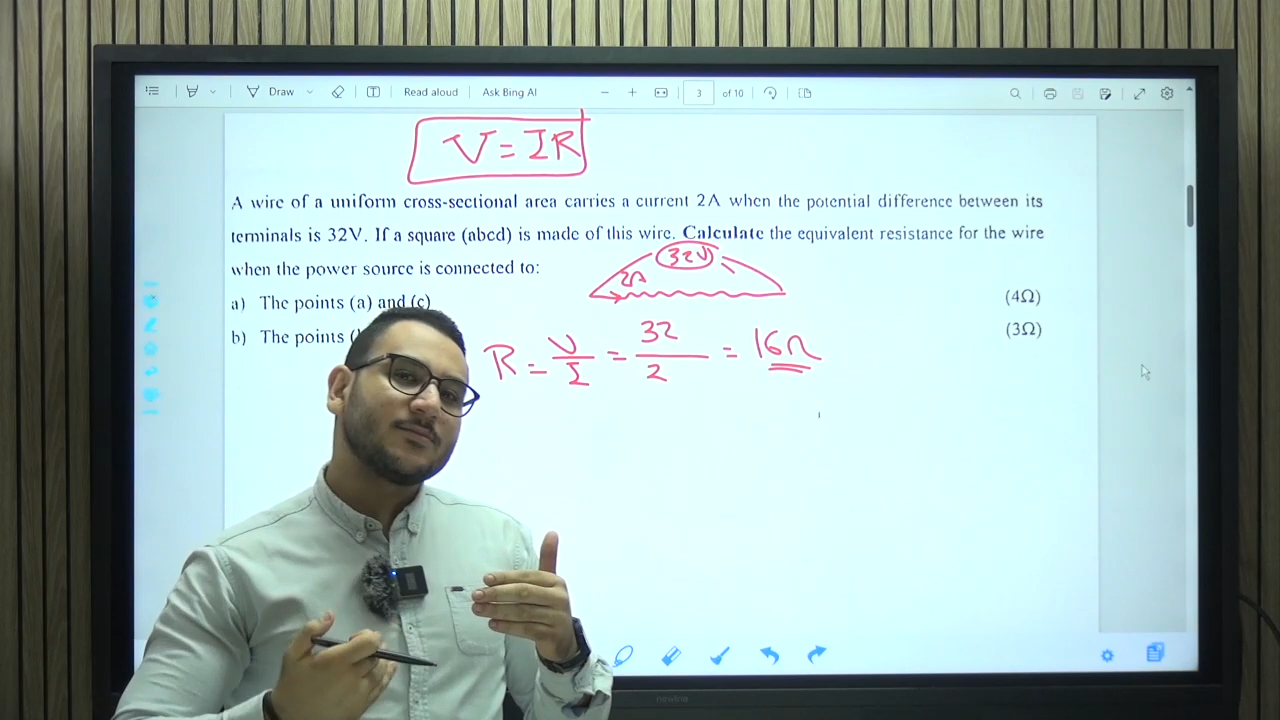 Draw
Read aloud
Ask Bing AI
3 of 10
V = IR
A wire of a uniform cross-sectional area carries a current 2A when the potential difference between its
terminals is 32V. If a square (abcd) is made of this wire. Calculate the equivalent resistance for the wire
when the power source is connected to:
32V
2A
a) The points (a) and (c) (4Ω)
b) The points ( (3Ω)
R = V/I = 32/2 = 16Ω
newline